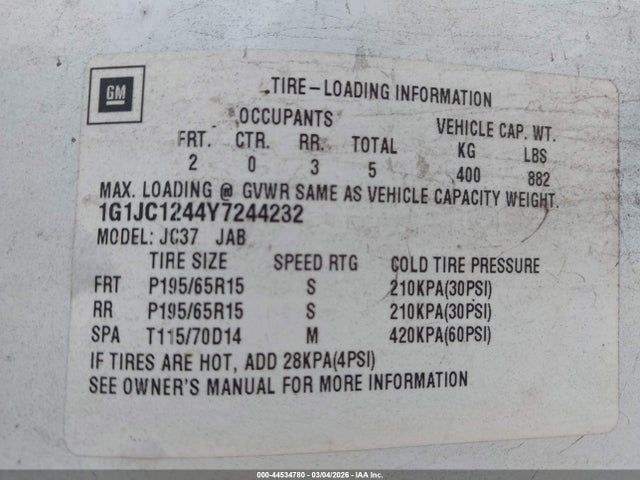 GM
TIRE-LOADING INFORMATION
OCCUPANTS VEHICLE CAP. WT.
FRT. CTR. RR. TOTAL KG LBS
2 0 3 5 400 882
MAX. LOADING @ GVWR SAME AS VEHICLE CAPACITY WEIGHT.
1G1JC1244Y7244232
MODEL: JC37 JAB
TIRE SIZE SPEED RTG COLD TIRE PRESSURE
FRT P195/65R15 S 210KPA(30PSI)
RR P195/65R15 S 210KPA(30PSI)
SPA T115/70D14 M 420KPA(60PSI)
IF TIRES ARE HOT, ADD 28KPA(4PSI)
SEE OWNER'S MANUAL FOR MORE INFORMATION
000-44534780 - 03/04/2026 - IAA Inc.